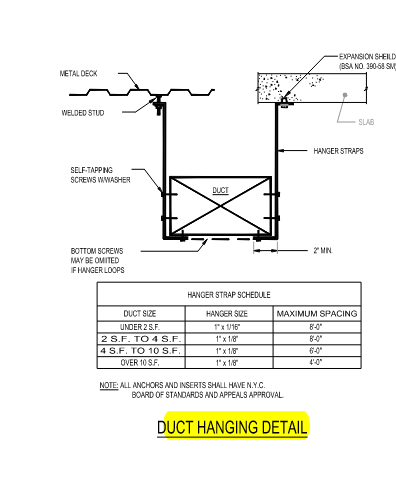 EXPANSION SHEILD
(BSA NO. 390-58 SM)
METAL DECK
WELDED STUD
SLAB
HANGER STRAPS
SELF-TAPPING
SCREWS W/WASHER
DUCT
BOTTOM SCREWS
MAY BE OMITED
IF HANGER LOOPS
2" MIN.
HANGER STRAP SCHEDULE
DUCT SIZE HANGER SIZE MAXIMUM SPACING
UNDER 2 S.F. 1" x 1/16" 8'-0"
2 S.F. TO 4 S.F. 1" x 1/8" 8'-0"
4 S.F. TO 10 S.F. 1" x 1/8" 6'-0"
OVER 10 S.F. 1" x 1/8" 4'-0"
NOTE: ALL ANCHORS AND INSERTS SHALL HAVE N.Y.C.
BOARD OF STANDARDS AND APPEALS APPROVAL.
DUCT HANGING DETAIL